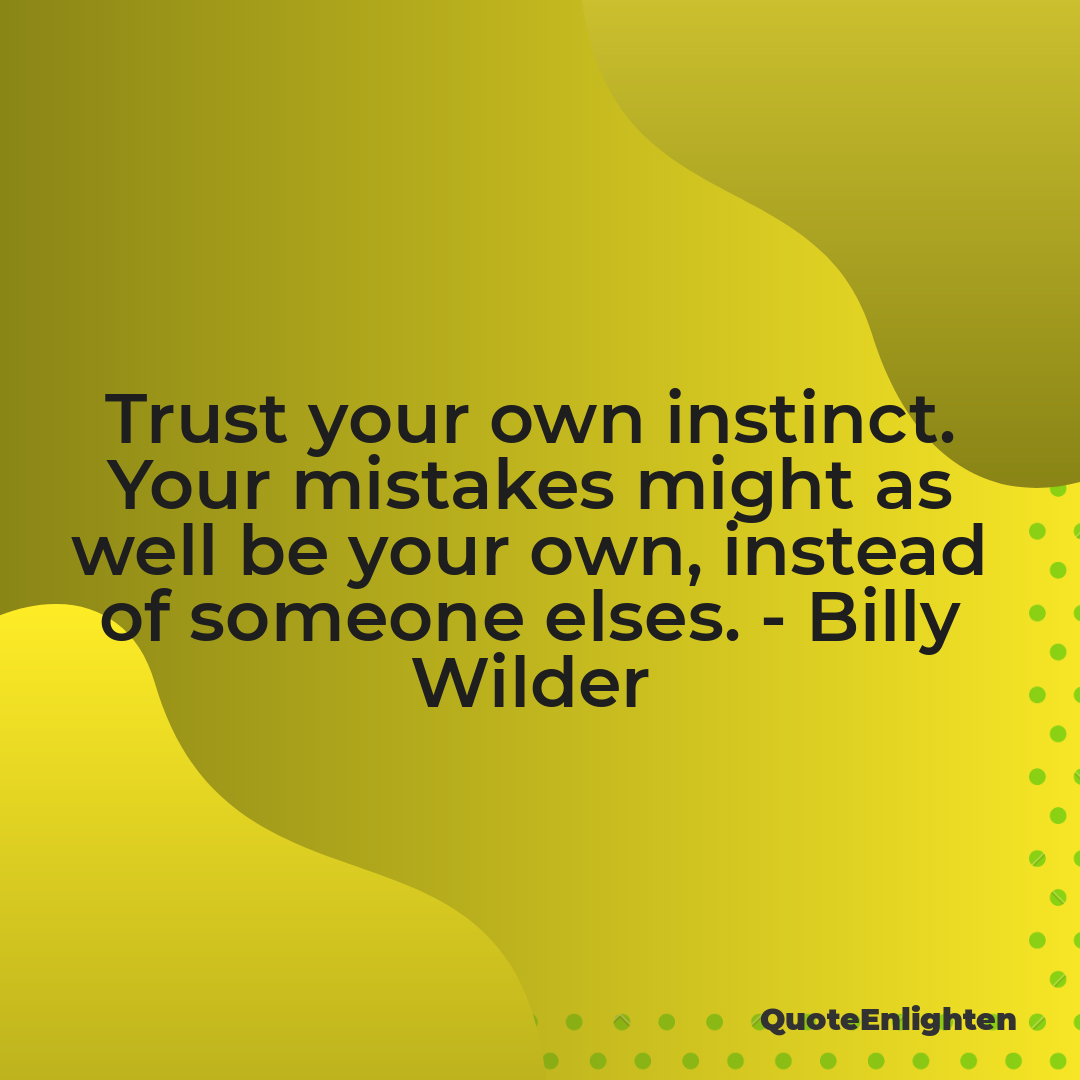 Trust your own instinct.
Your mistakes might as
well be your own, instead
of someone elses. - Billy
Wilder
QuoteEnlighten